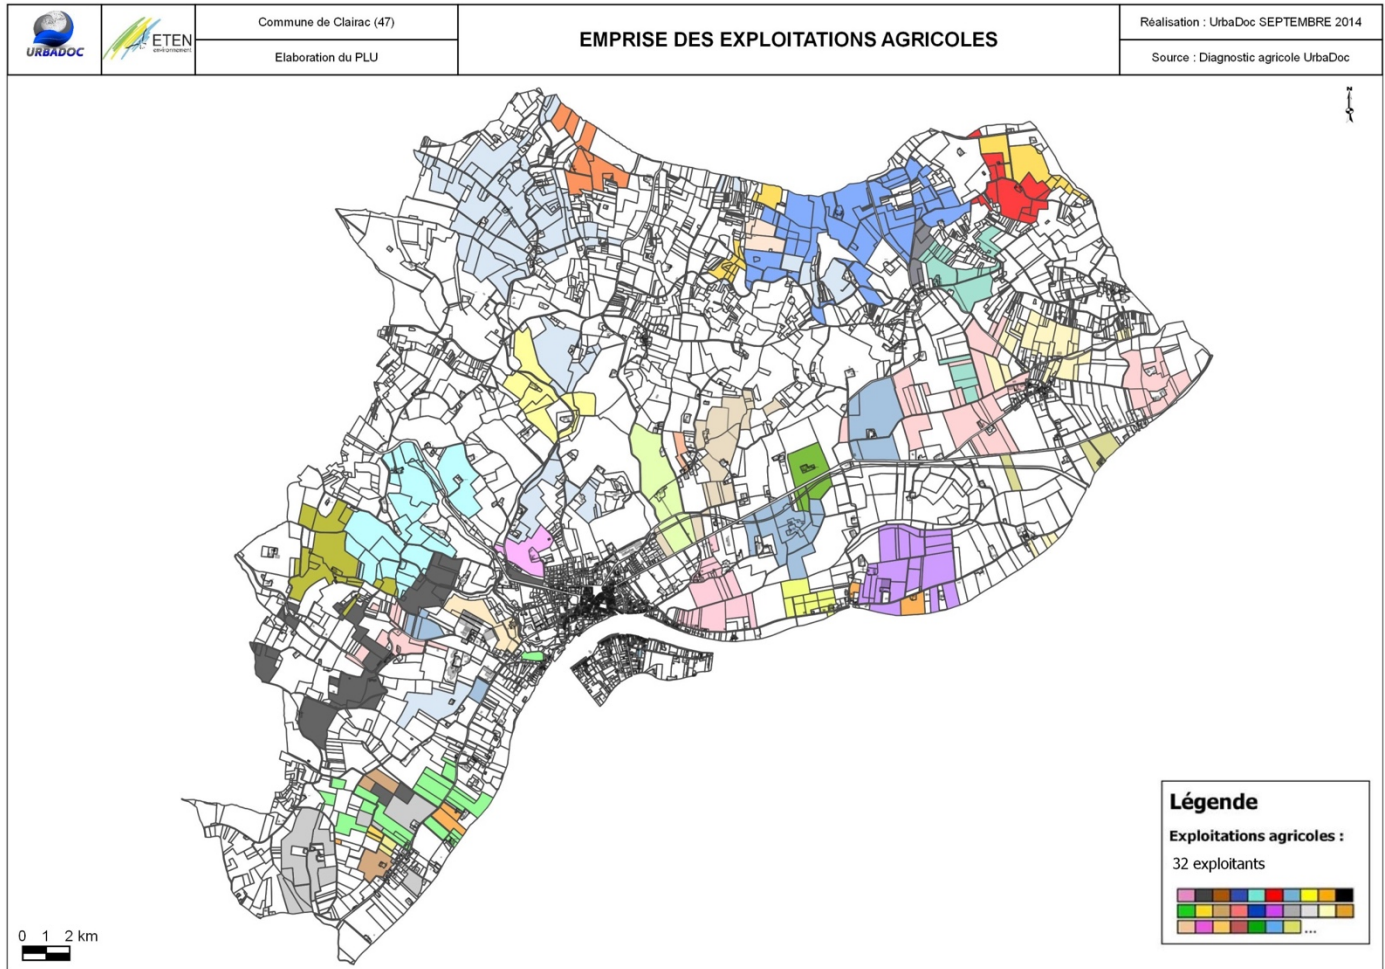 URBADOC
ETEN
environnement
Commune de Clairac (47)
Elaboration du PLU
EMPRISE DES EXPLOITATIONS AGRICOLES
Réalisation : UrbaDoc SEPTEMBRE 2014
Source : Diagnostic agricole UrbaDoc
N
Légende
Exploitations agricoles :
32 exploitants
...
0 1 2 km